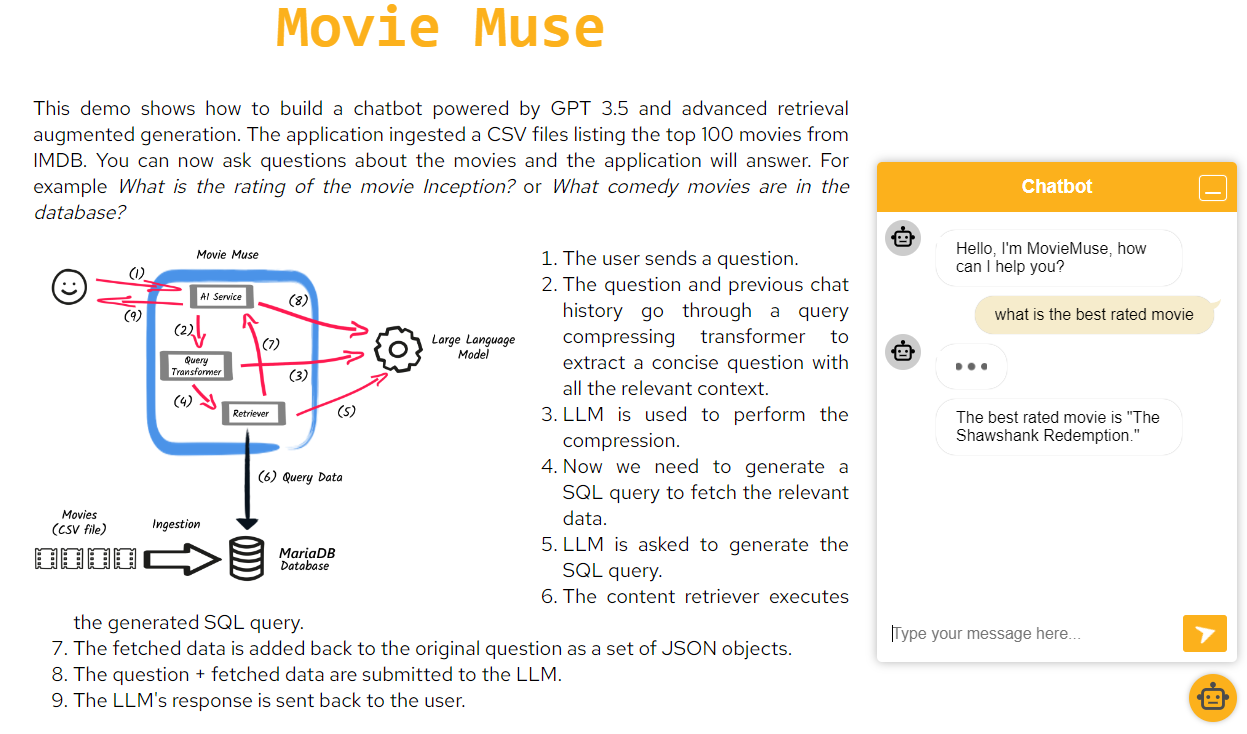 Movie Muse
This demo shows how to build a chatbot powered by GPT 3.5 and advanced retrieval
augmented generation. The application ingested a CSV files listing the top 100 movies from
IMDB. You can now ask questions about the movies and the application will answer. For
example What is the rating of the movie Inception? or What comedy movies are in the
database?
Movie Muse
(1)
AI Service
(8)
(9)
(2)
(7)
Large Language
Model
Query
Transformer
(3)
(4)
Retriever
(5)
(6) Query Data
Movies
(CSV file)
Ingestion
MariaDB
Database
1. The user sends a question.
2. The question and previous chat
history go through a query
compressing transformer to
extract a concise question with
all the relevant context.
3. LLM is used to perform the
compression.
4. Now we need to generate a
SQL query to fetch the relevant
data.
5. LLM is asked to generate the
SQL query.
6. The content retriever executes
the generated SQL query.
7. The fetched data is added back to the original question as a set of JSON objects.
8. The question + fetched data are submitted to the LLM.
9. The LLM's response is sent back to the user.
Chatbot
Hello, I'm MovieMuse, how
can I help you?
what is the best rated movie
The best rated movie is "The
Shawshank Redemption."
Type your message here...